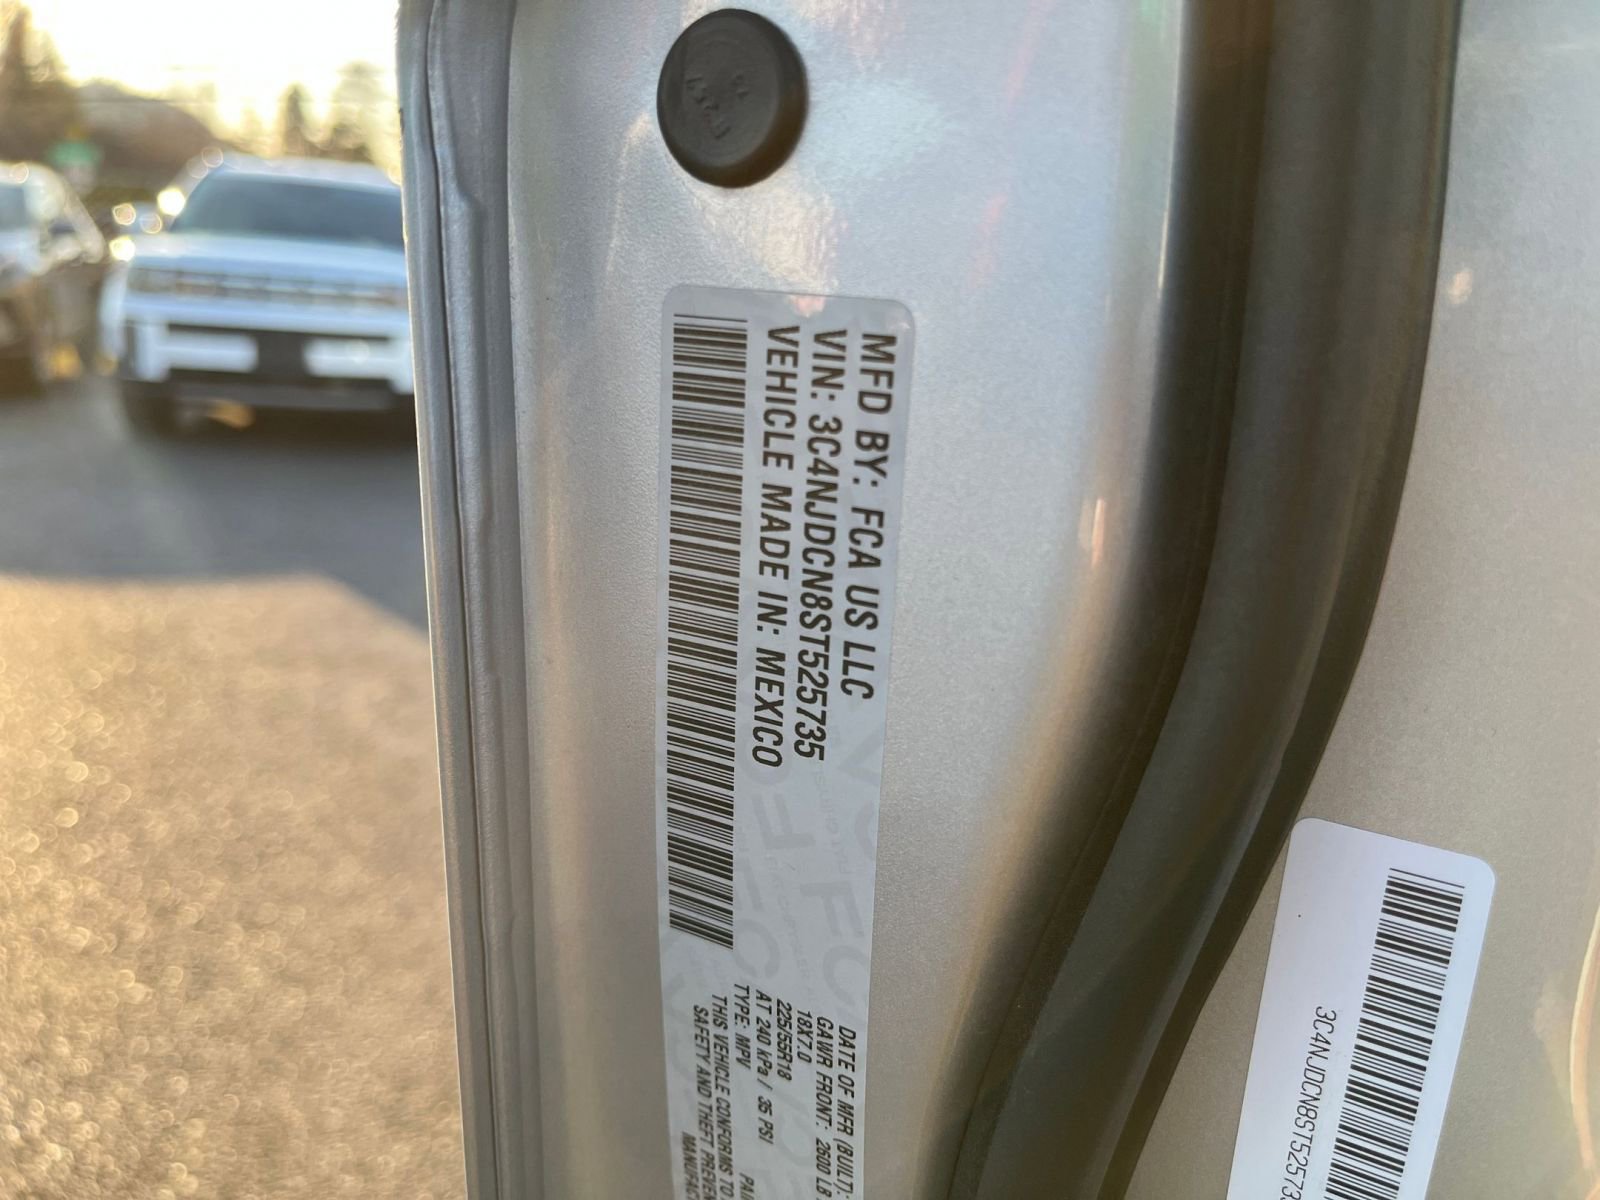 MFD BY: FCA US LLC
VIN: 3C4NJDCN8ST525735
VEHICLE MADE IN: MEXICO
DATE OF MFR (BUILT):
GAWR FRONT: 2600 LB
18X7.0
225/55R18
AT 240 kPa / 35 PSI
TYPE: MPV
THIS VEHICLE CONFORMS TO
SAFETY AND THEFT
3C4NJDCN8ST52573